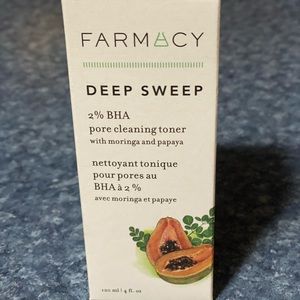 FARMACY
DEEP SWEEP
2% BHA
pore cleaning toner
with moringa and papaya
nettoyant tonique
pour pores au
BHA à 2 %
avec moringa et papaye
120 ml | 4 fl. oz